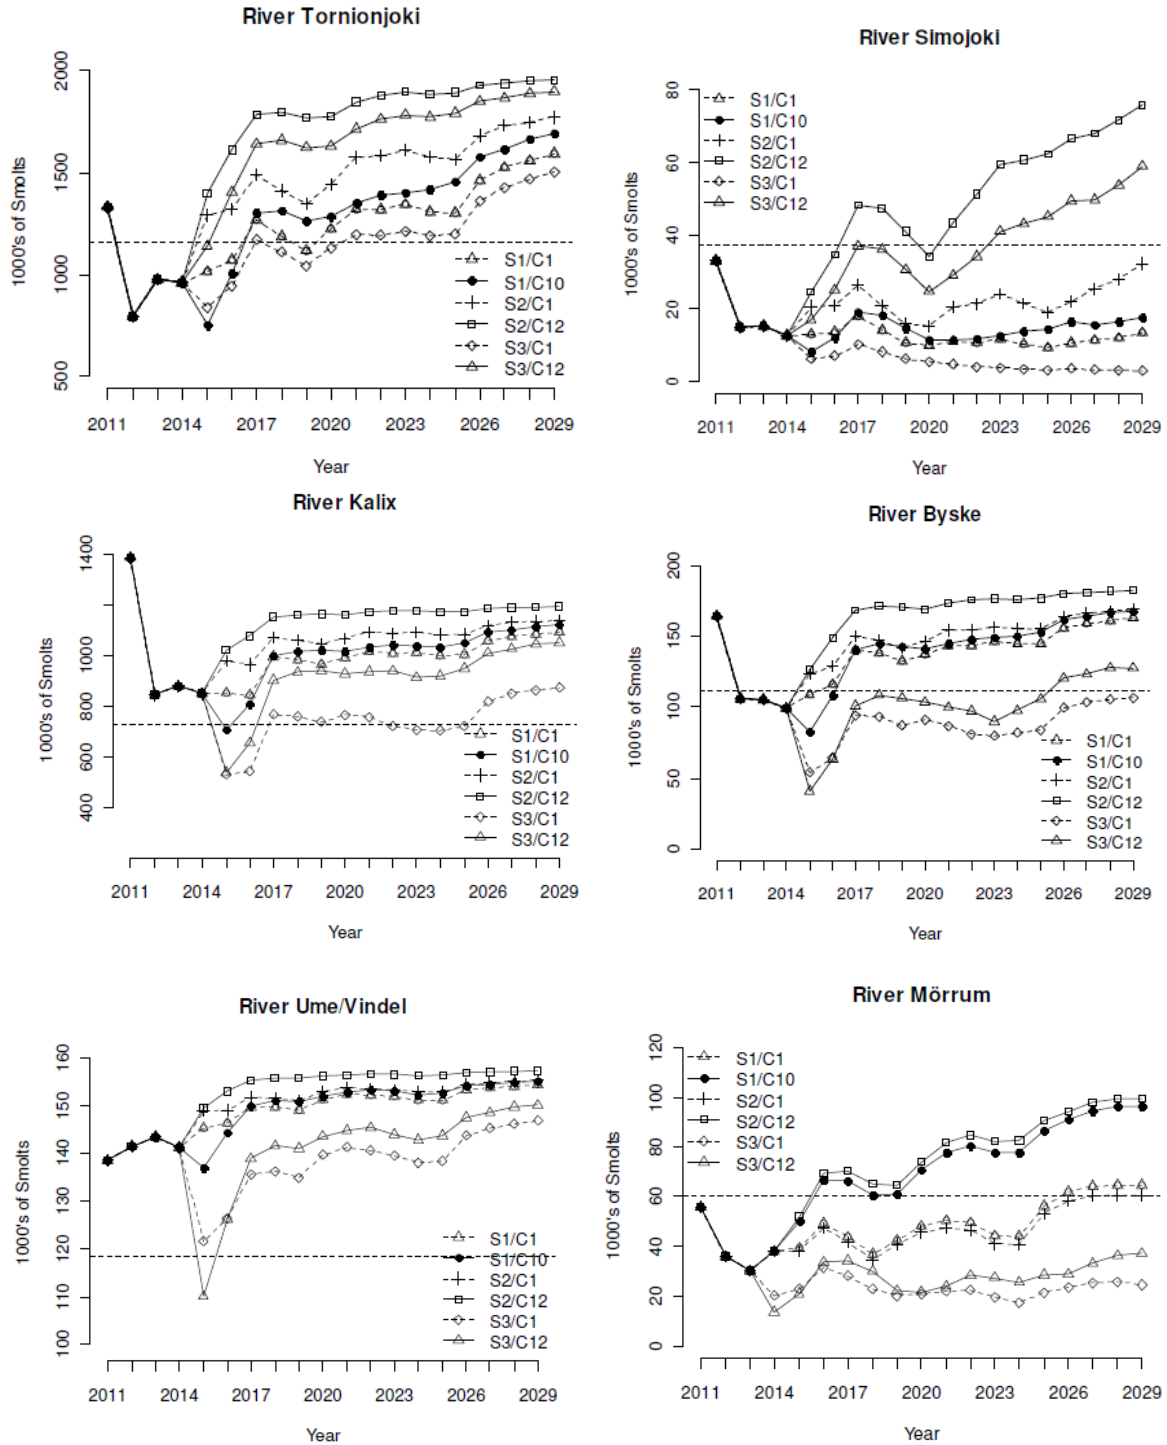 River Tornionjoki
1000's of Smolts
2000
1500
1000
500
S1/C1
S1/C10
S2/C1
S2/C12
S3/C1
S3/C12
2011 2014 2017 2020 2023 2026 2029
Year
River Simojoki
1000's of Smolts
80
60
40
20
0
S1/C1
S1/C10
S2/C1
S2/C12
S3/C1
S3/C12
2011 2014 2017 2020 2023 2026 2029
Year
River Kalix
1000's of Smolts
1400
1000
800
600
400
S1/C1
S1/C10
S2/C1
S2/C12
S3/C1
S3/C12
2011 2014 2017 2020 2023 2026 2029
Year
River Byske
1000's of Smolts
200
150
100
50
0
S1/C1
S1/C10
S2/C1
S2/C12
S3/C1
S3/C12
2011 2014 2017 2020 2023 2026 2029
Year
River Ume/Vindel
1000's of Smolts
160
150
140
130
120
110
100
S1/C1
S1/C10
S2/C1
S2/C12
S3/C1
S3/C12
2011 2014 2017 2020 2023 2026 2029
Year
River Mörrum
1000's of Smolts
120
100
80
60
40
20
0
S1/C1
S1/C10
S2/C1
S2/C12
S3/C1
S3/C12
2011 2014 2017 2020 2023 2026 2029
Year